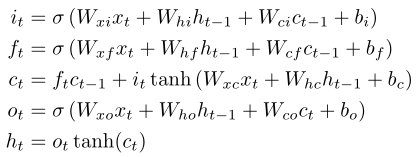 i_t = σ (W_{xi}x_t + W_{hi}h_{t−1} + W_{ci}c_{t−1} + b_i)
f_t = σ (W_{xf}x_t + W_{hf}h_{t−1} + W_{cf}c_{t−1} + b_f)
c_t = f_tc_{t−1} + i_t tanh (W_{xc}x_t + W_{hc}h_{t−1} + b_c)
o_t = σ (W_{xo}x_t + W_{ho}h_{t−1} + W_{co}c_t + b_o)
h_t = o_t tanh(c_t)